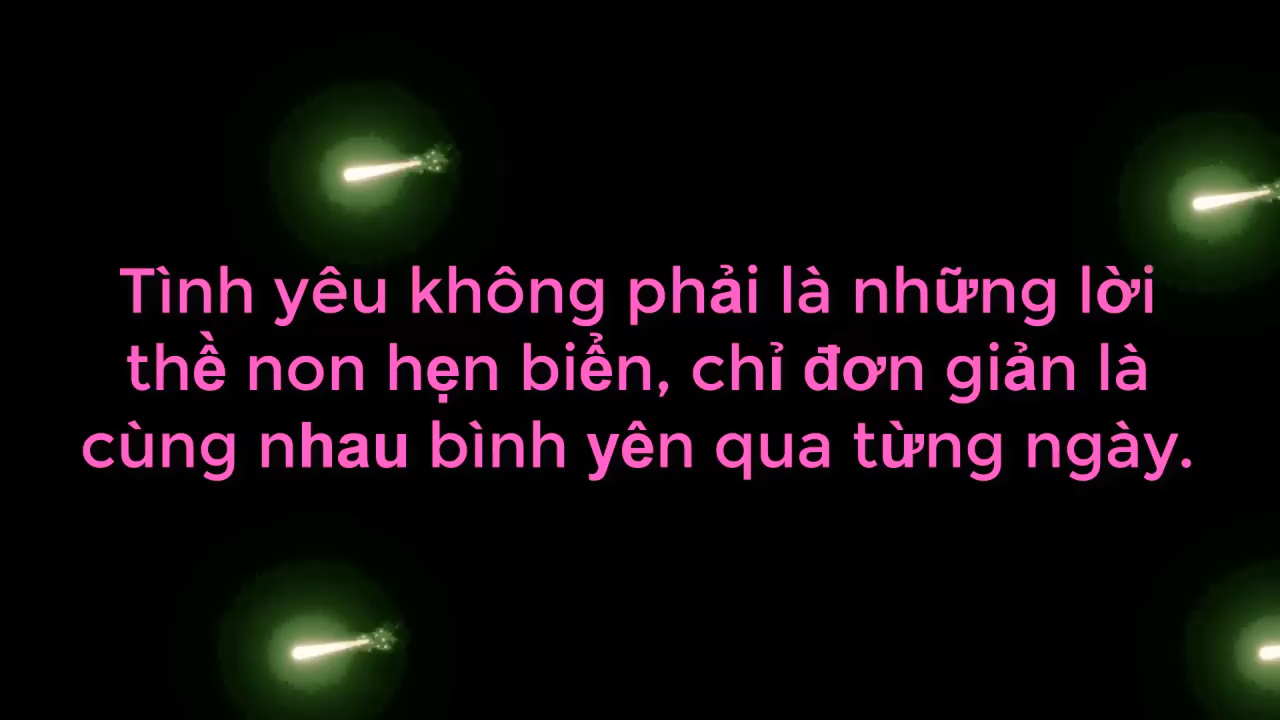 Tình yêu không phải là những lời
thề non hẹn biển, chỉ đơn giản là
cùng nhau bình yên qua từng ngày.